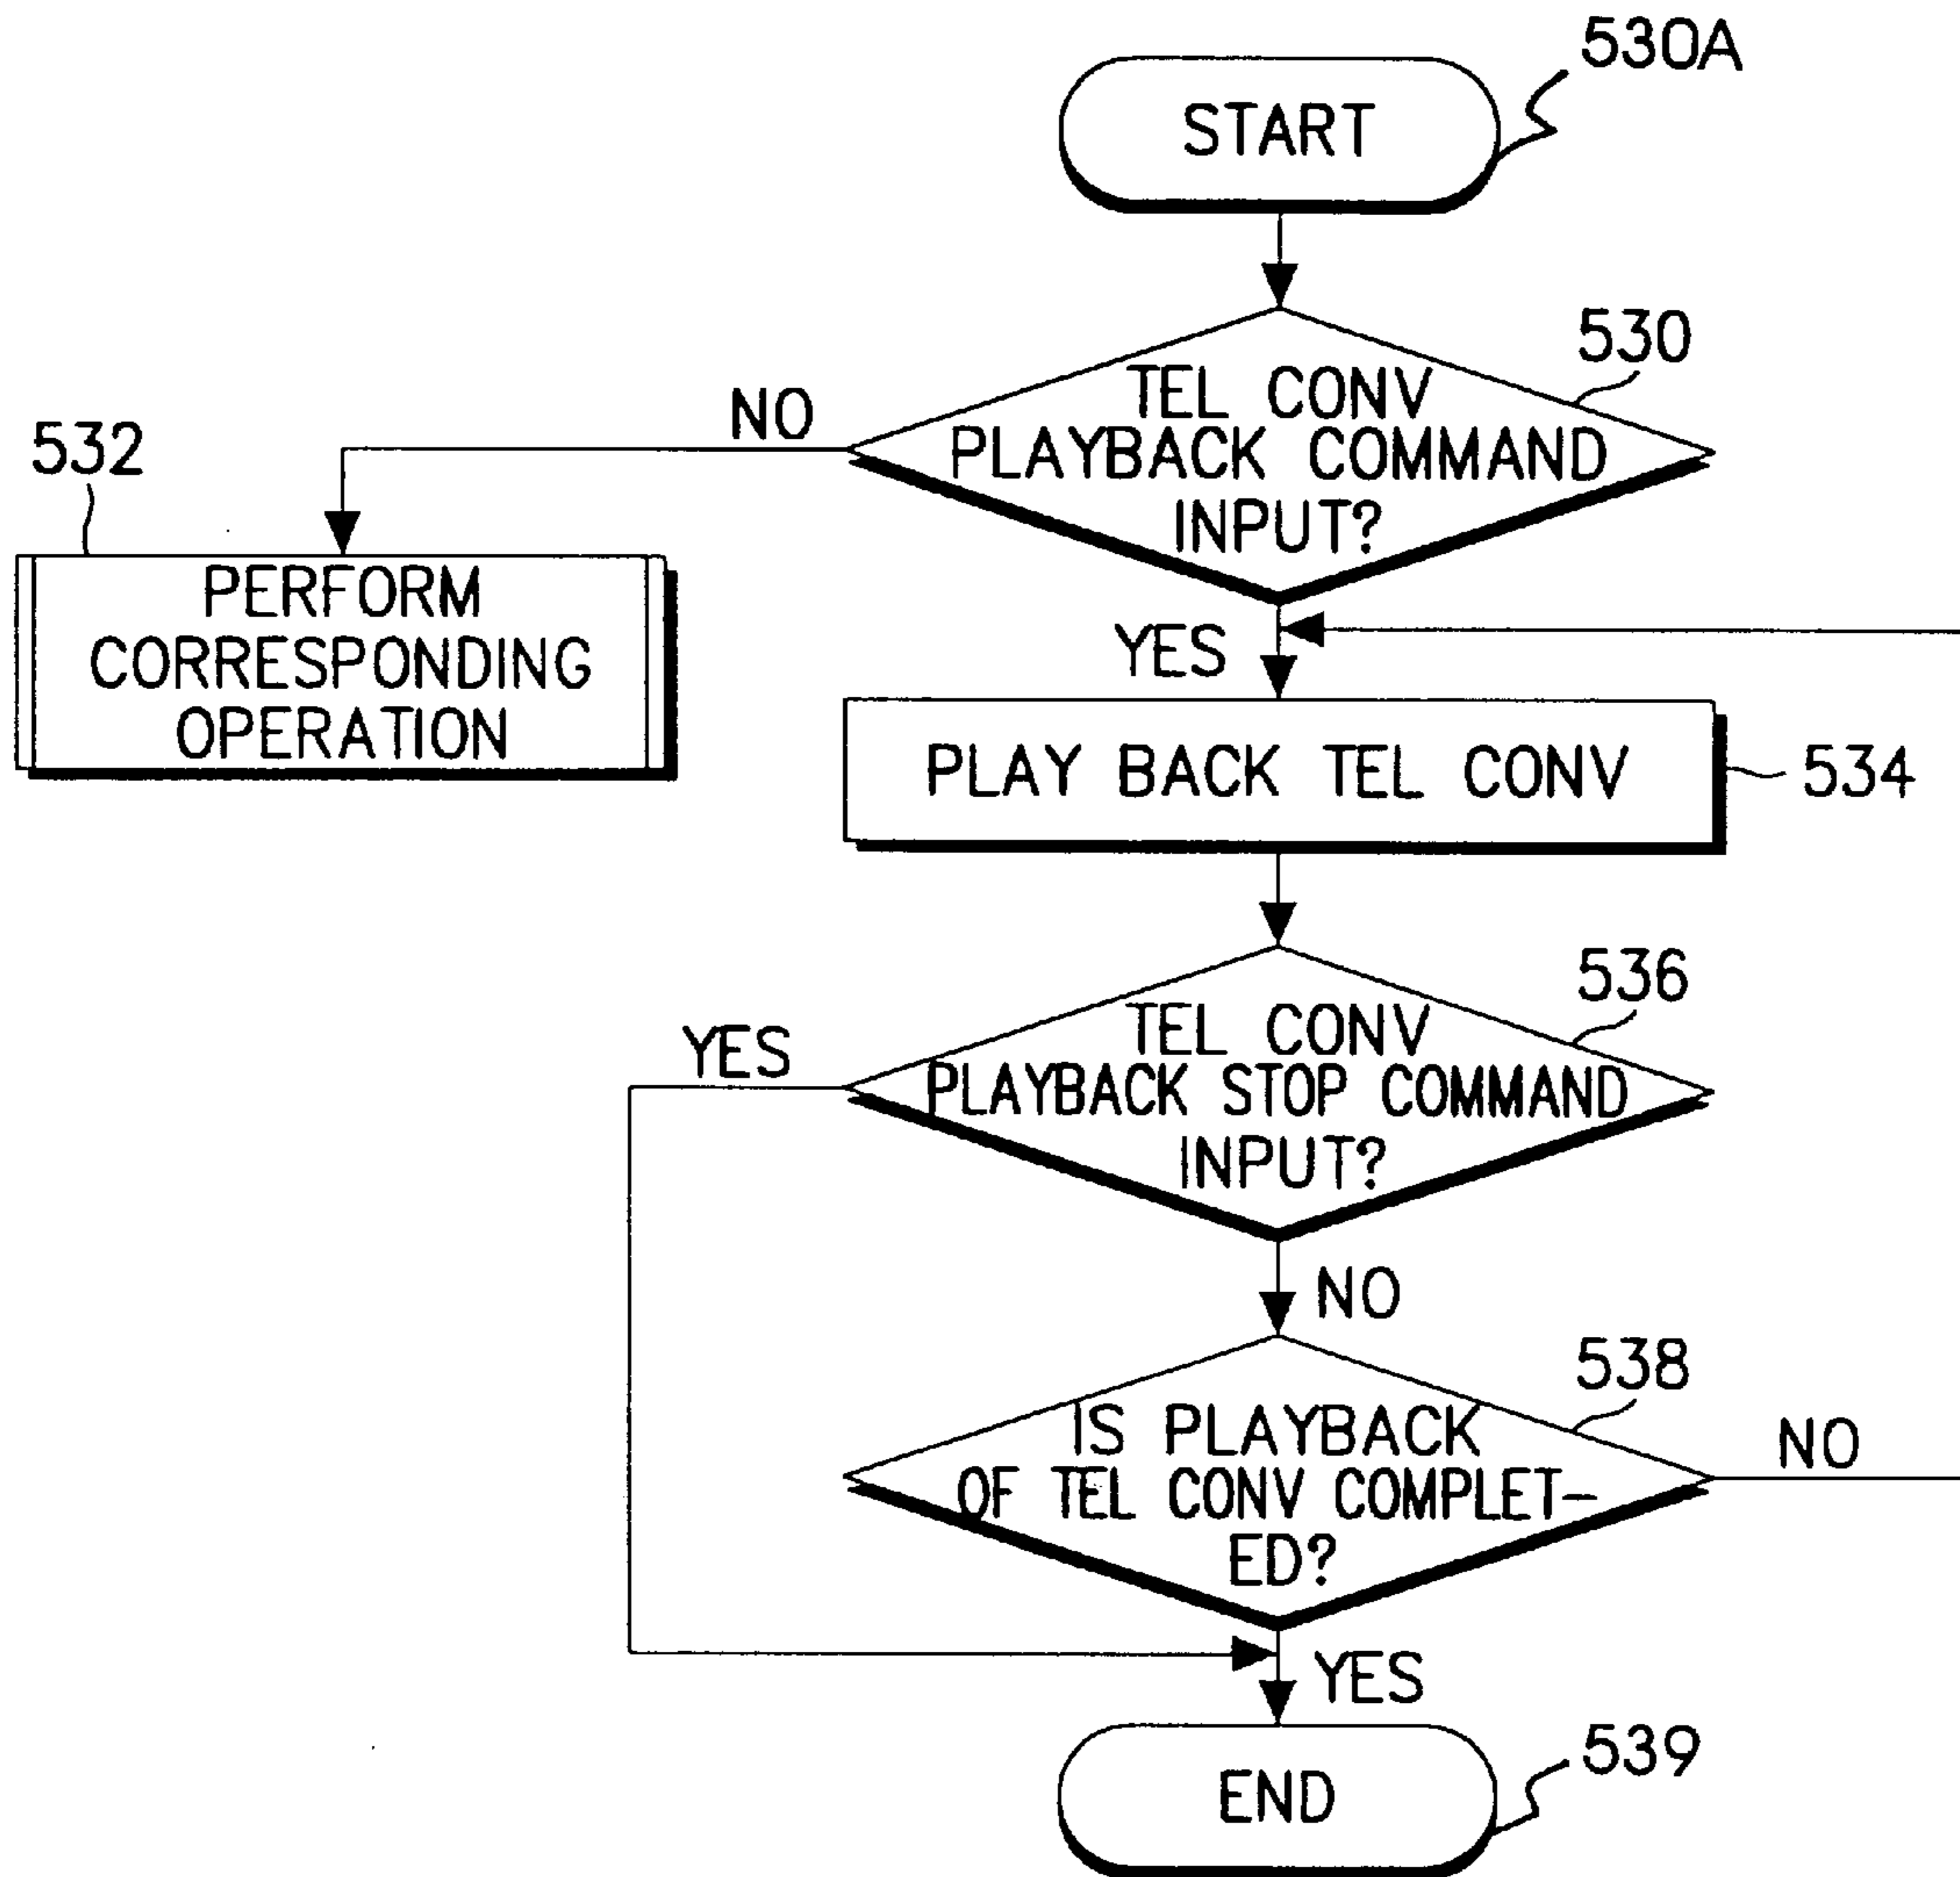 530A
START
530
TEL CONV
PLAYBACK COMMAND
INPUT?
NO
532
PERFORM
CORRESPONDING
OPERATION
YES
PLAY BACK TEL CONV
534
536
TEL CONV
PLAYBACK STOP COMMAND
INPUT?
YES
NO
538
IS PLAYBACK
OF TEL CONV COMPLET-
ED?
NO
YES
END
539